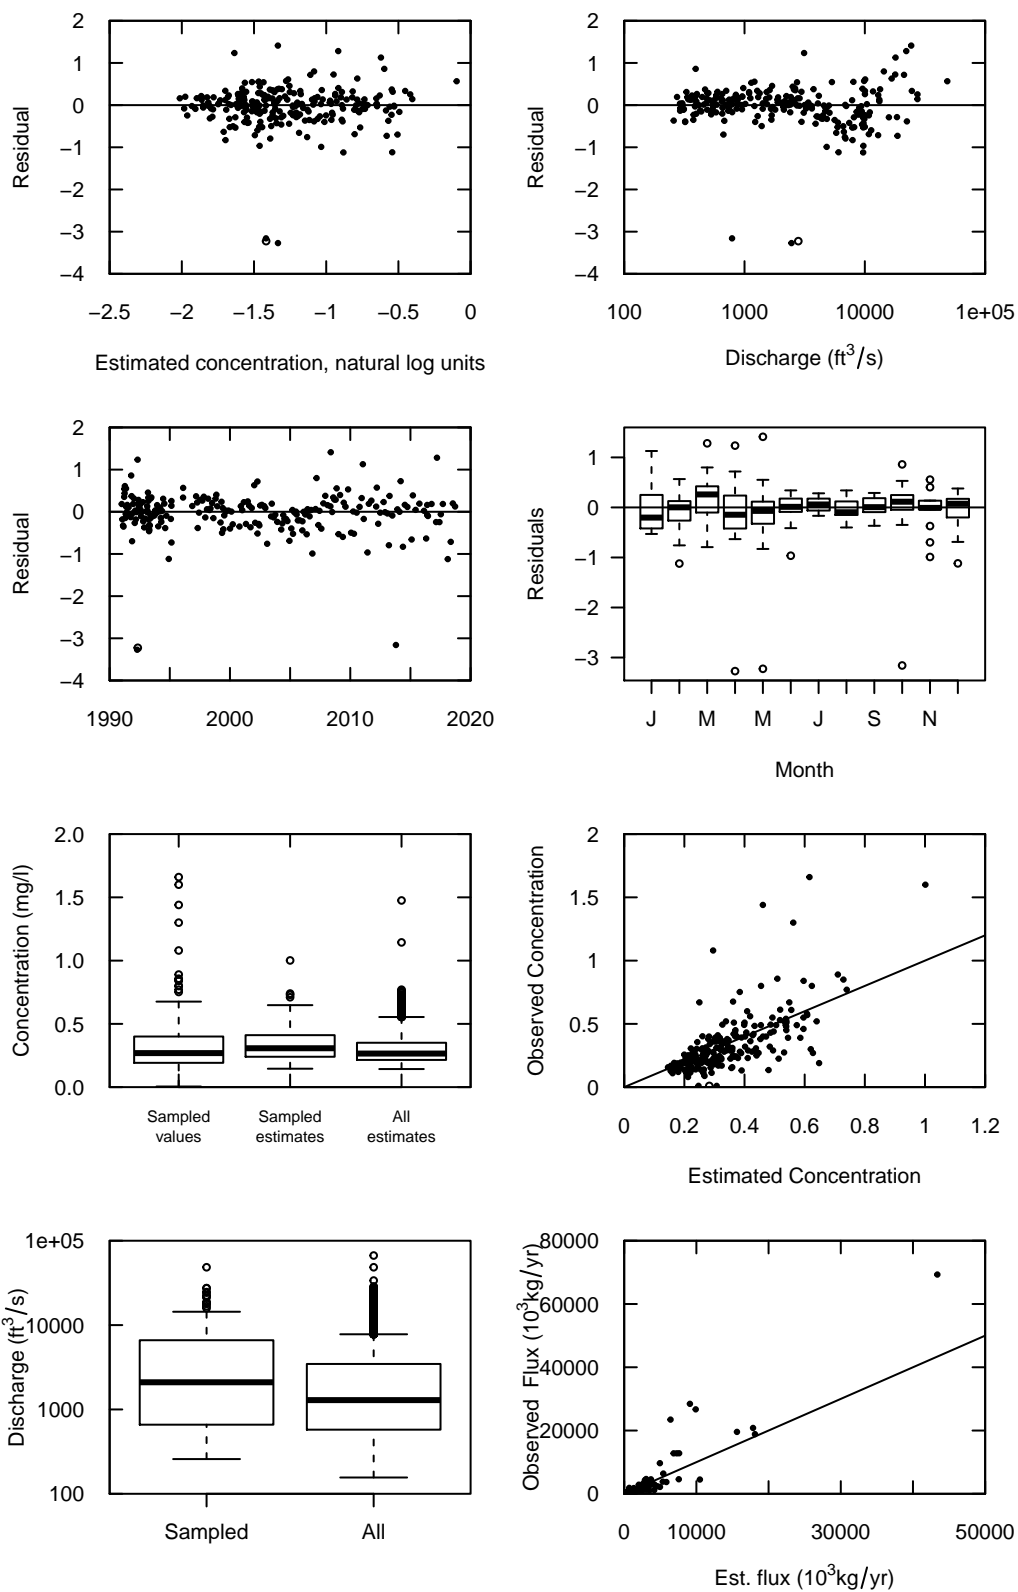 2
1
0
−1
−2
−3
−4
Residual
−2.5 −2 −1.5 −1 −0.5 0
Estimated concentration, natural log units
2
1
0
−1
−2
−3
−4
Residual
100 1000 10000 1e+05
Discharge (ft³/s)
2
1
0
−1
−2
−3
−4
Residual
1990 2000 2010 2020
1
0
−1
−2
−3
Residuals
J M M J S N
Month
2.0
1.5
1.0
0.5
0.0
Concentration (mg/l)
Sampled values
Sampled estimates
All estimates
2
1.5
1
0.5
0
Observed Concentration
0 0.2 0.4 0.6 0.8 1 1.2
Estimated Concentration
1e+05
10000
1000
100
Discharge (ft³/s)
Sampled All
80000
60000
40000
20000
0
Observed Flux (10³kg/yr)
0 10000 30000 50000
Est. flux (10³kg/yr)